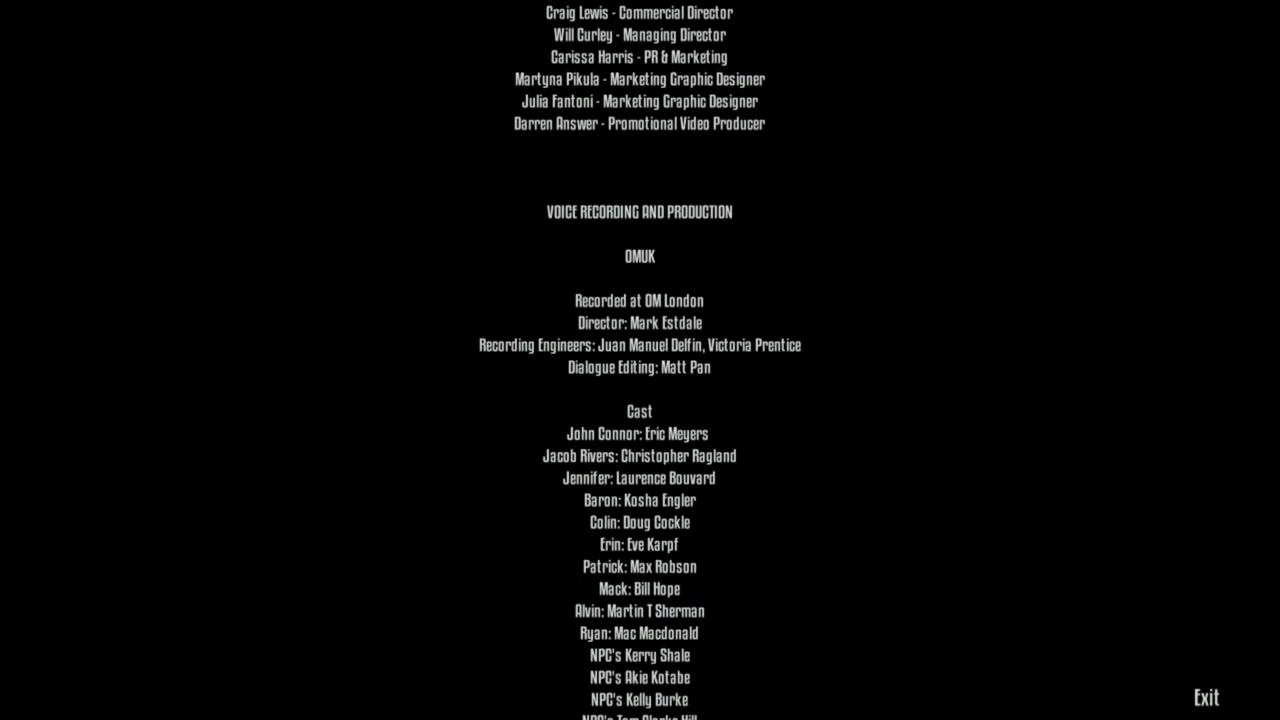 Craig Lewis - Commercial Director
Will Curley - Managing Director
Carissa Harris - PR & Marketing
Martyna Pikula - Marketing Graphic Designer
Julia Fantoni - Marketing Graphic Designer
Darren Answer - Promotional Video Producer
VOICE RECORDING AND PRODUCTION
OMUK
Recorded at OM London
Director: Mark Estdale
Recording Engineers: Juan Manuel Delfin, Victoria Prentice
Dialogue Editing: Matt Pan
Cast
John Connor: Eric Meyers
Jacob Rivers: Christopher Ragland
Jennifer: Laurence Bouvard
Baron: Kosha Engler
Colin: Doug Cockle
Erin: Eve Karpf
Patrick: Max Robson
Mack: Bill Hope
Alvin: Martin T Sherman
Ryan: Mac Macdonald
NPC's Kerry Shale
NPC's Akie Kotabe
NPC's Kelly Burke
NPC's Tom Clarke Hill
Exit